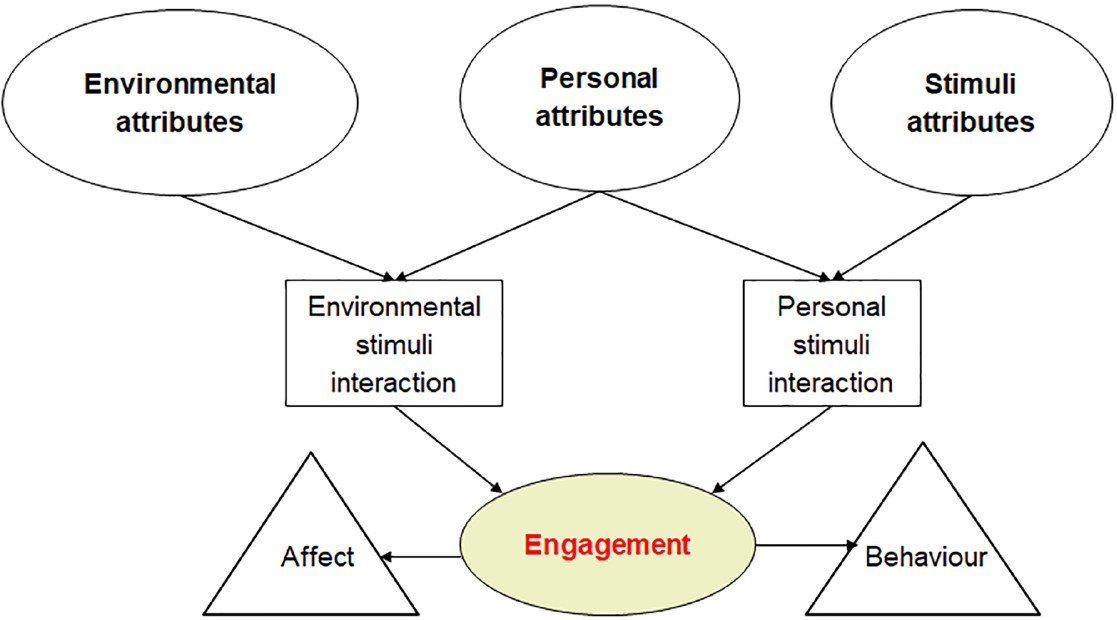 Environmental
attributes
Personal
attributes
Stimuli
attributes
Environmental
stimuli
interaction
Personal
stimuli
interaction
Affect
Engagement
Behaviour